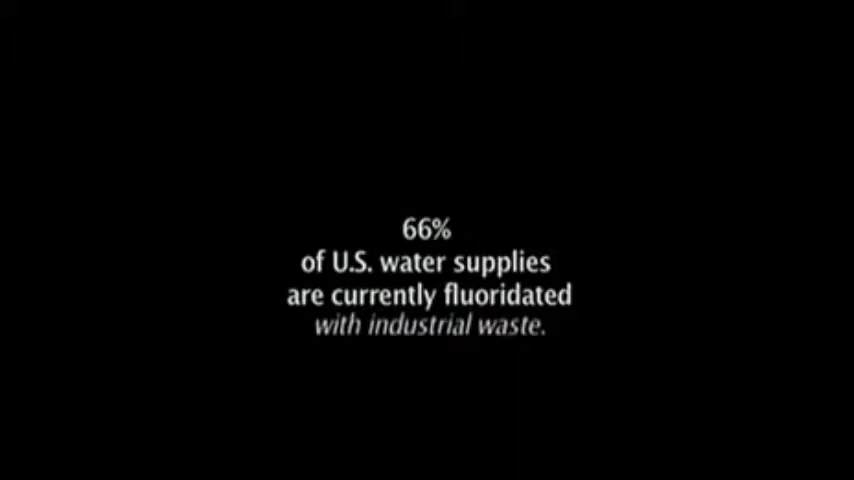 66%
of U.S. water supplies
are currently fluoridated
with industrial waste.